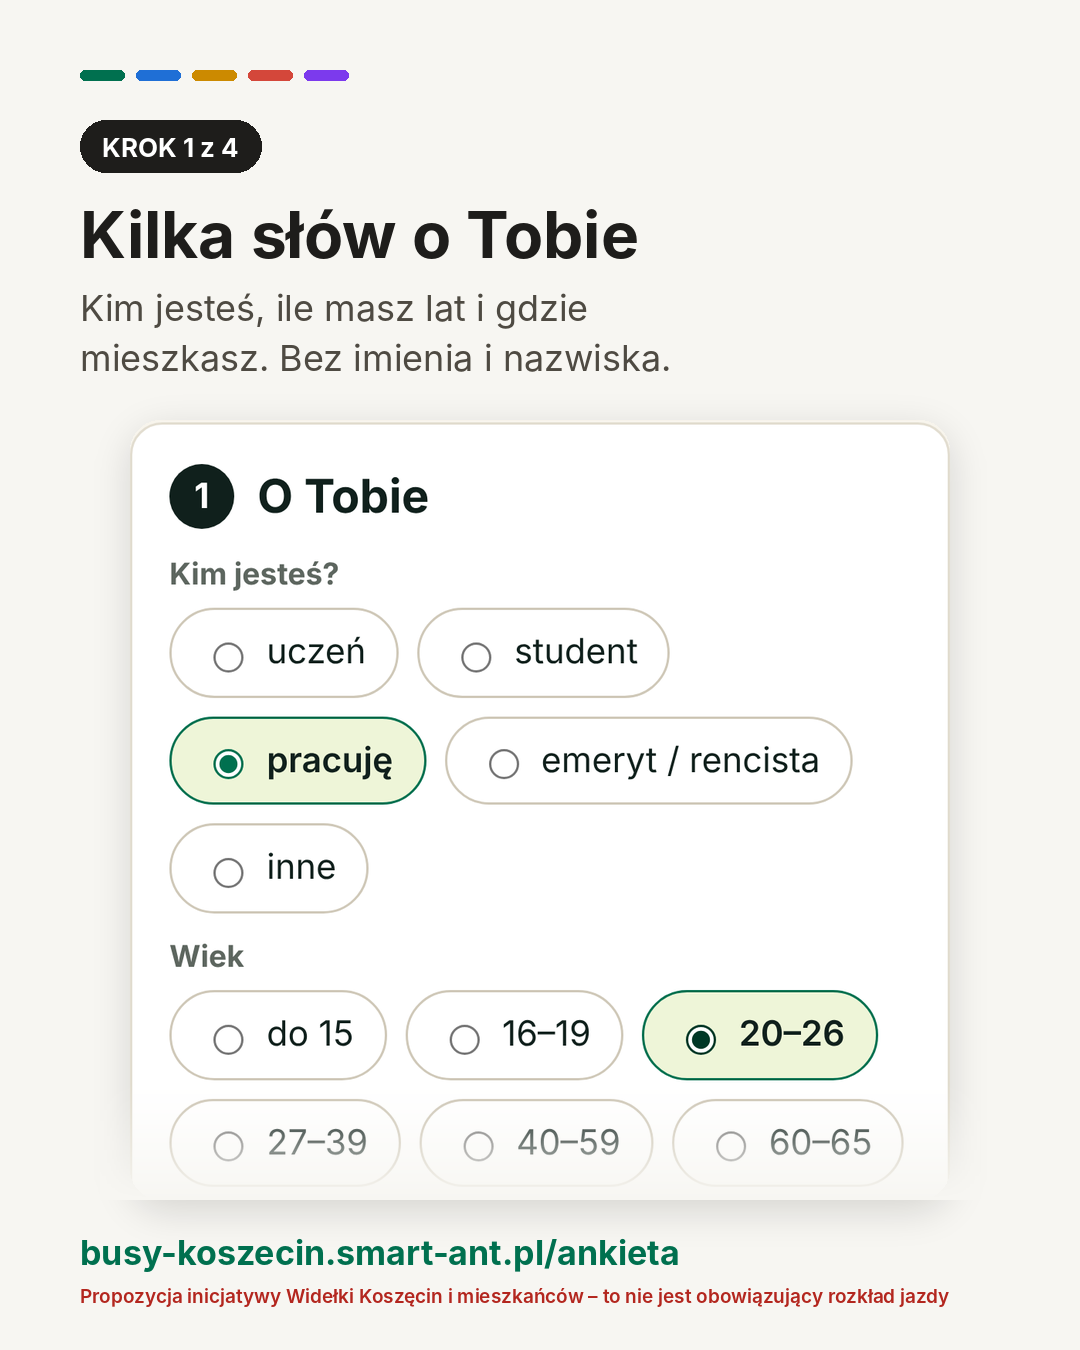 KROK 1 z 4
Kilka słów o Tobie
Kim jesteś, ile masz lat i gdzie
mieszkasz. Bez imienia i nazwiska.
1 O Tobie
Kim jesteś?
uczeń student
pracuję emeryt / rencista
inne
Wiek
do 15 16–19 20–26
27–39 40–59 60–65
busy-koszecin.smart-ant.pl/ankieta
Propozycja inicjatywy Widełki Koszęcin i mieszkańców – to nie jest obowiązujący rozkład jazdy